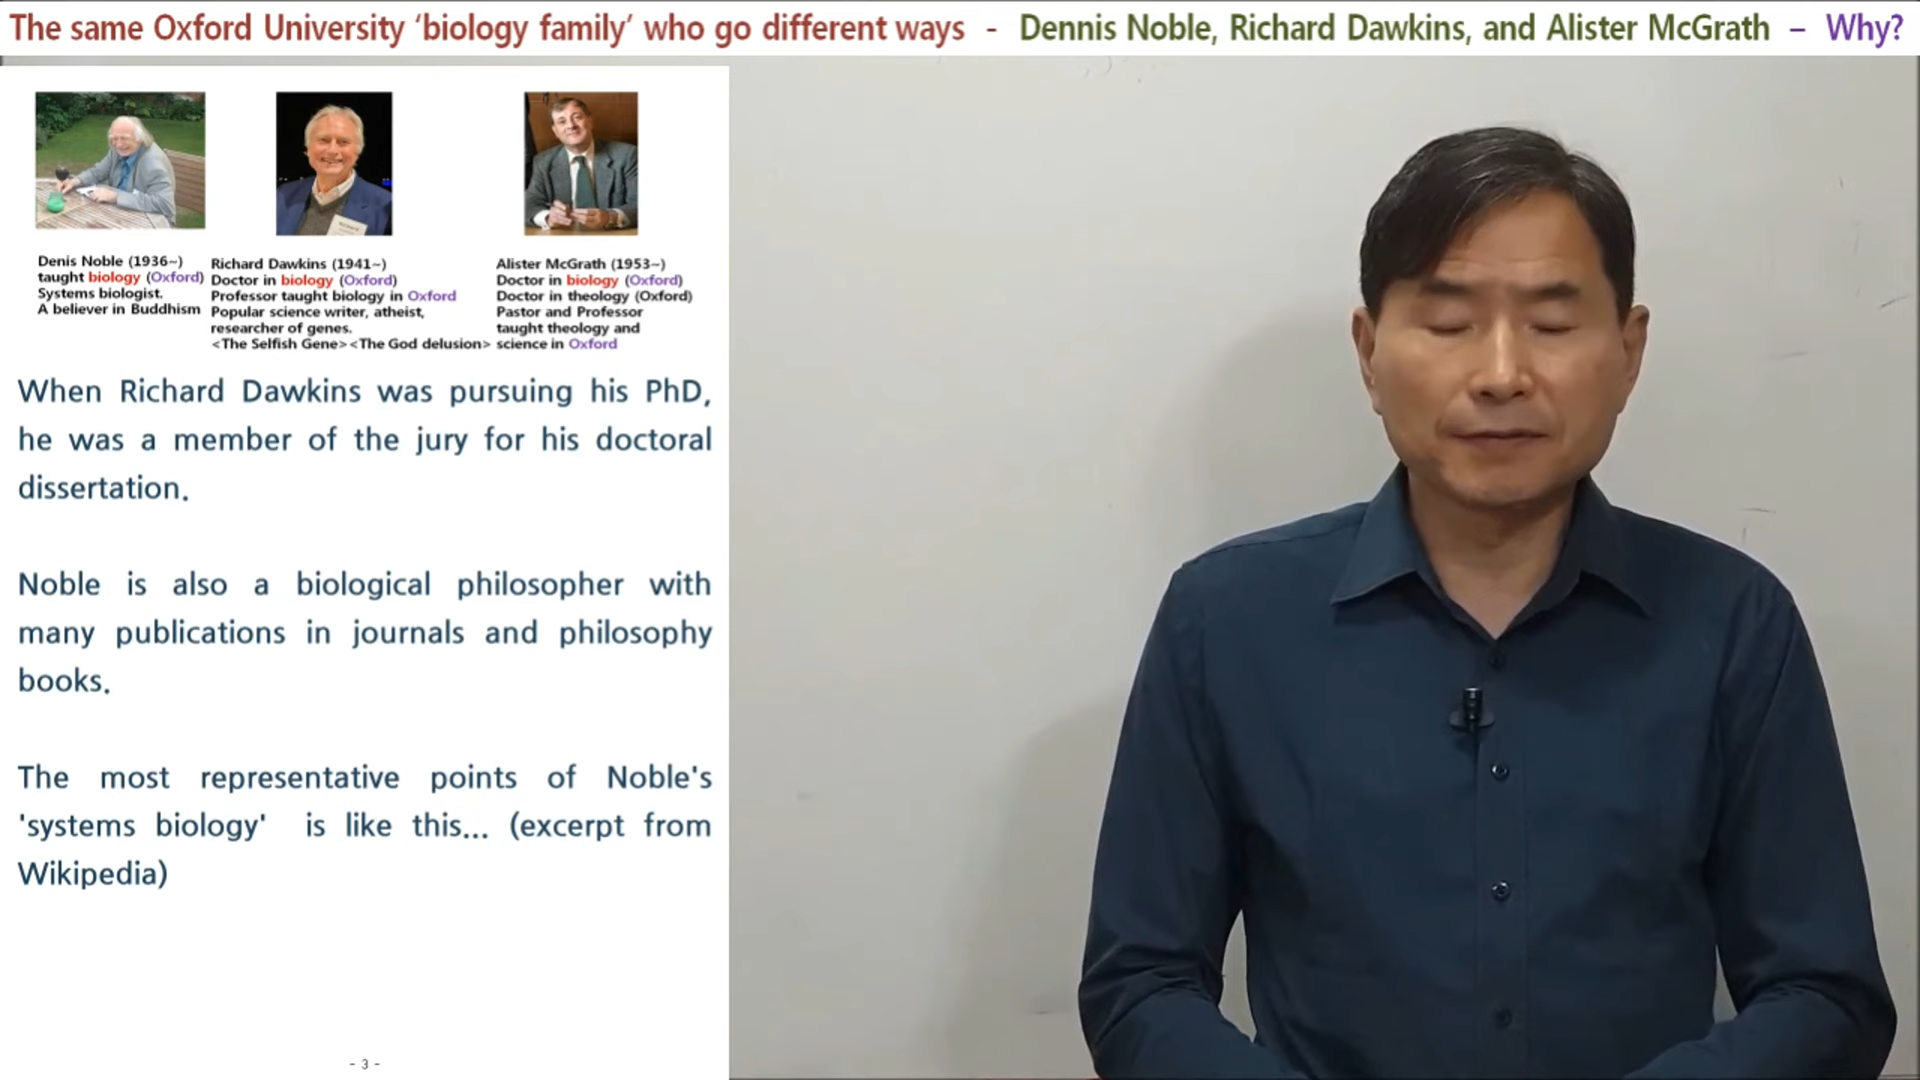 The same Oxford University ‘biology family’ who go different ways - Dennis Noble, Richard Dawkins, and Alister McGrath – Why?
Denis Noble (1936~)
taught biology (Oxford)
Systems biologist.
A believer in Buddhism
Richard Dawkins (1941~)
Doctor in biology (Oxford)
Professor taught biology in Oxford
Popular science writer, atheist,
researcher of genes.
<The Selfish Gene><The God delusion>
Alister McGrath (1953~)
Doctor in biology (Oxford)
Doctor in theology (Oxford)
Pastor and Professor
taught theology and
science in Oxford
When Richard Dawkins was pursuing his PhD,
he was a member of the jury for his doctoral
dissertation.
Noble is also a biological philosopher with
many publications in journals and philosophy
books.
The most representative points of Noble's
'systems biology' is like this... (excerpt from
Wikipedia)
- 3 -